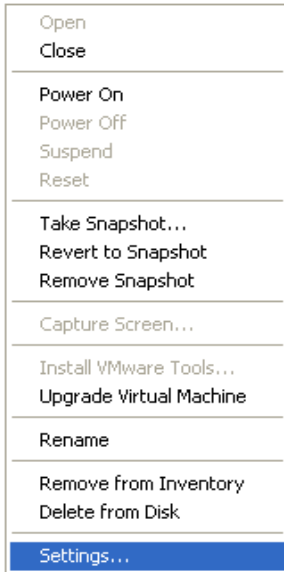 Open
Close
Power On
Power Off
Suspend
Reset
Take Snapshot...
Revert to Snapshot
Remove Snapshot
Capture Screen...
Install VMware Tools...
Upgrade Virtual Machine
Rename
Remove from Inventory
Delete from Disk
Settings...